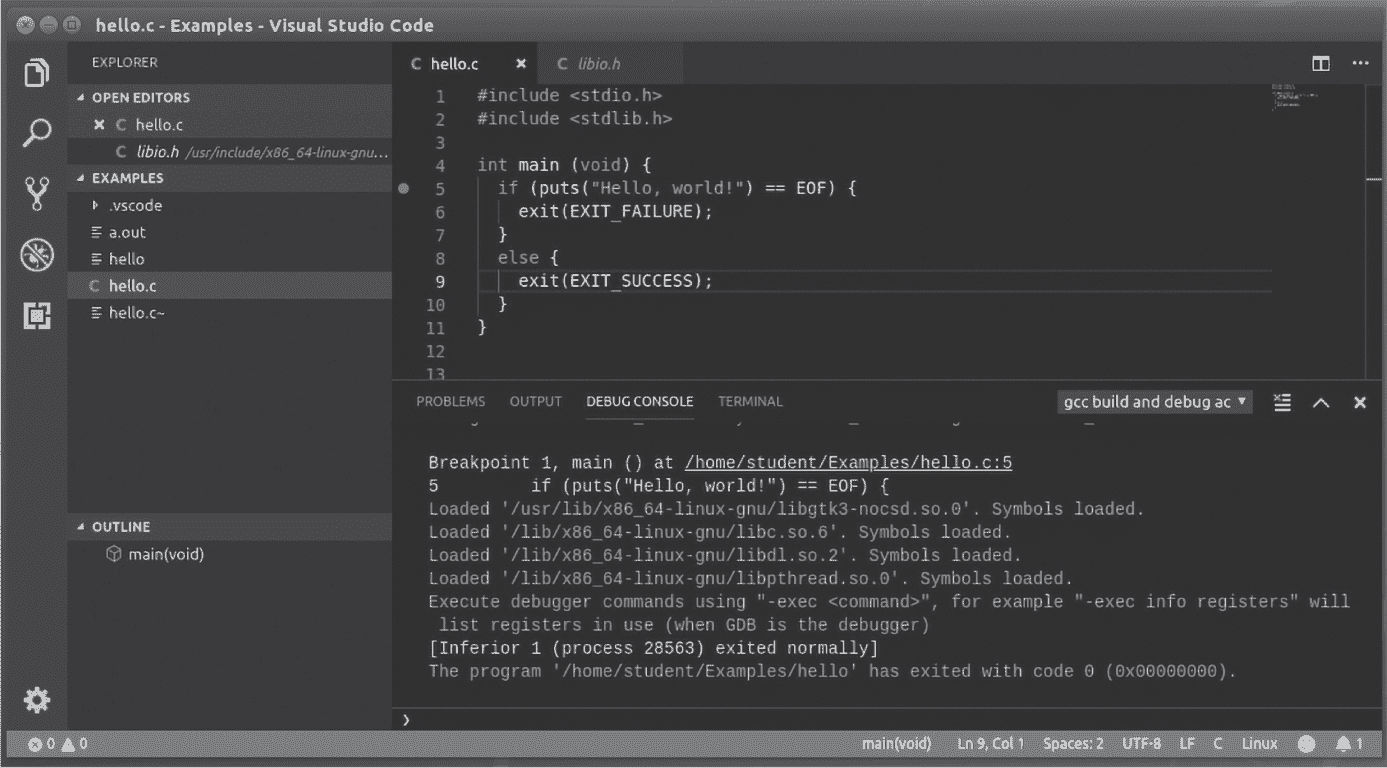 hello.c - Examples - Visual Studio Code
EXPLORER
OPEN EDITORS
hello.c
libio.h /usr/include/x86_64-linux-gnu...
EXAMPLES
.vscode
a.out
hello
hello.c
hello.c~
OUTLINE
main(void)
C hello.c
C libio.h
1 #include <stdio.h>
2 #include <stdlib.h>
3
4 int main (void) {
5 if (puts("Hello, world!") == EOF) {
6 exit(EXIT_FAILURE);
7 }
8 else {
9 exit(EXIT_SUCCESS);
10 }
11 }
12
13
PROBLEMS OUTPUT DEBUG CONSOLE TERMINAL gcc build and debug ac
Breakpoint 1, main () at /home/student/Examples/hello.c:5
5 if (puts("Hello, world!") == EOF) {
Loaded '/usr/lib/x86_64-linux-gnu/libgtk3-nocsd.so.0'. Symbols loaded.
Loaded '/lib/x86_64-linux-gnu/libc.so.6'. Symbols loaded.
Loaded '/lib/x86_64-linux-gnu/libdl.so.2'. Symbols loaded.
Loaded '/lib/x86_64-linux-gnu/libpthread.so.0'. Symbols loaded.
Execute debugger commands using "-exec <command>", for example "-exec info registers" will
list registers in use (when GDB is the debugger)
[Inferior 1 (process 28563) exited normally]
The program '/home/student/Examples/hello' has exited with code 0 (0x00000000).
0 0 main(void) Ln 9, Col 1 Spaces: 2 UTF-8 LF C Linux 1